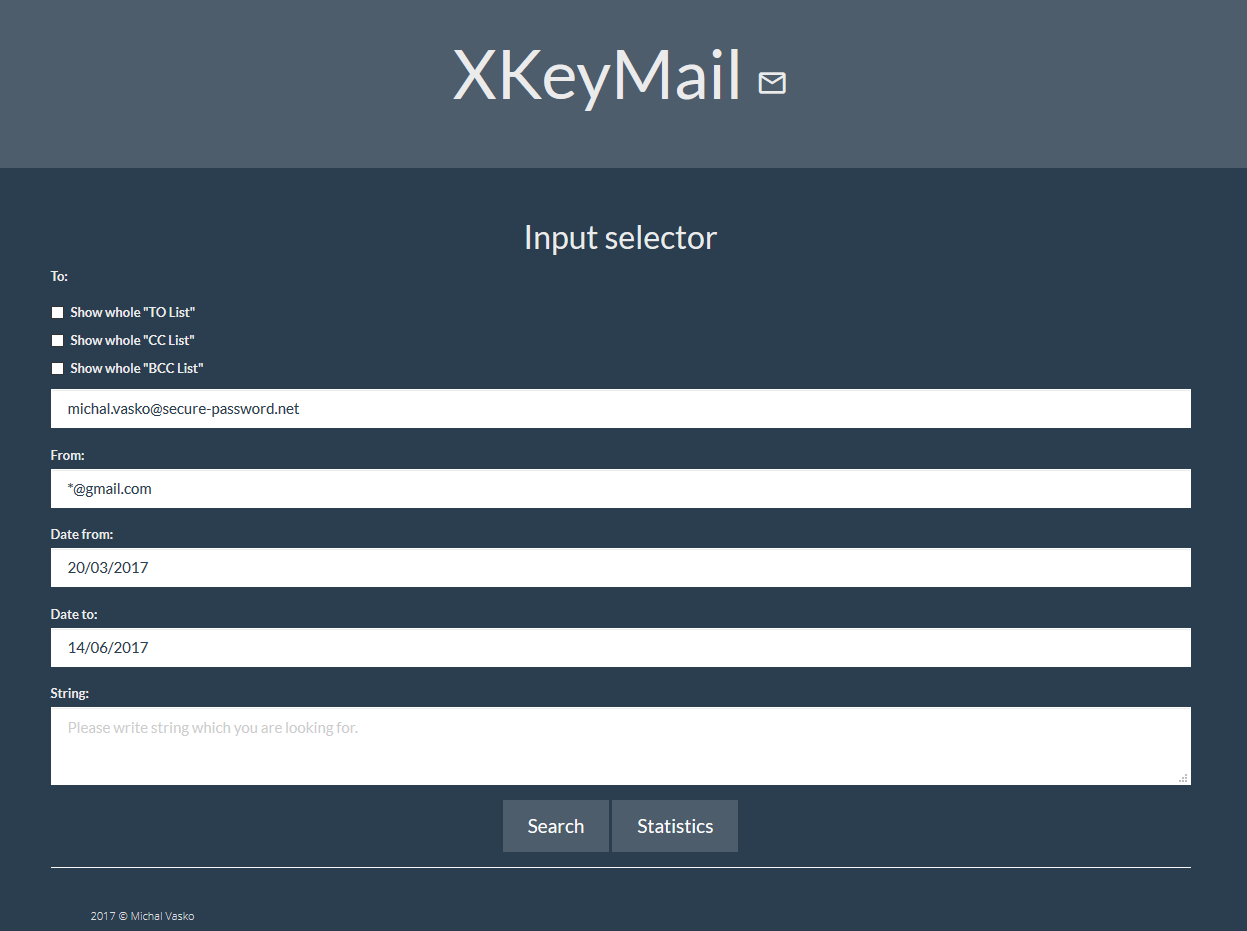 XKeyMail
Input selector
To:
Show whole "TO List"
Show whole "CC List"
Show whole "BCC List"
michal.vasko@secure-password.net
From:
*@gmail.com
Date from:
20/03/2017
Date to:
14/06/2017
String:
Please write string which you are looking for.
Search
Statistics
2017 © Michal Vasko